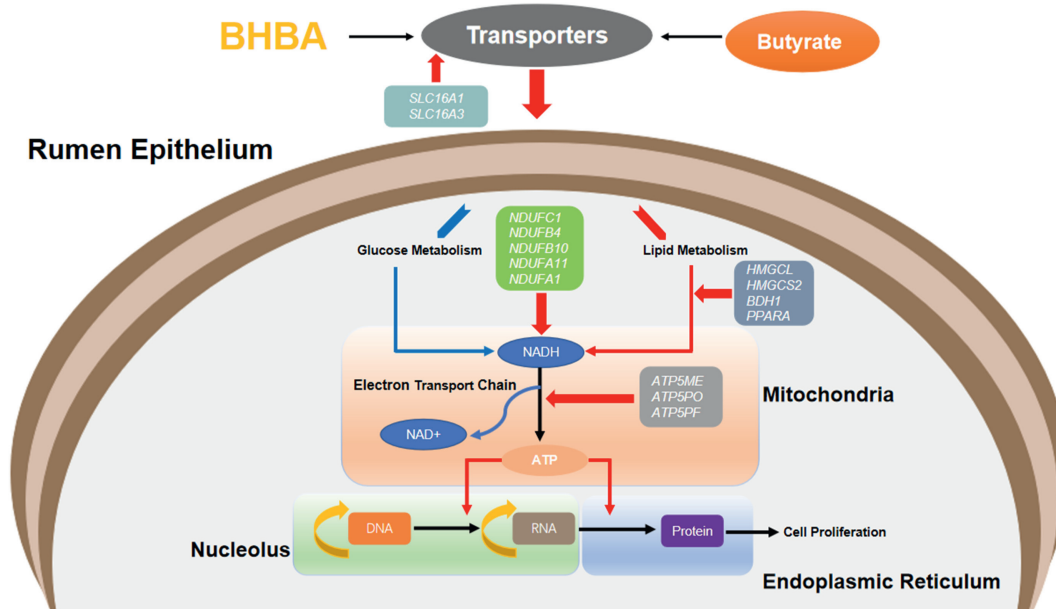 BHBA
Transporters
Butyrate
SLC16A1
SLC16A3
Rumen Epithelium
Glucose Metabolism
NDUFC1
NDUFB4
NDUFB10
NDUFA11
NDUFA1
Lipid Metabolism
HMGCL
HMGCS2
BDH1
PPARA
NADH
Electron Transport Chain
ATP5ME
ATP5PO
ATP5PF
Mitochondria
NAD+
ATP
DNA
RNA
Protein
Cell Proliferation
Nucleolus
Endoplasmic Reticulum